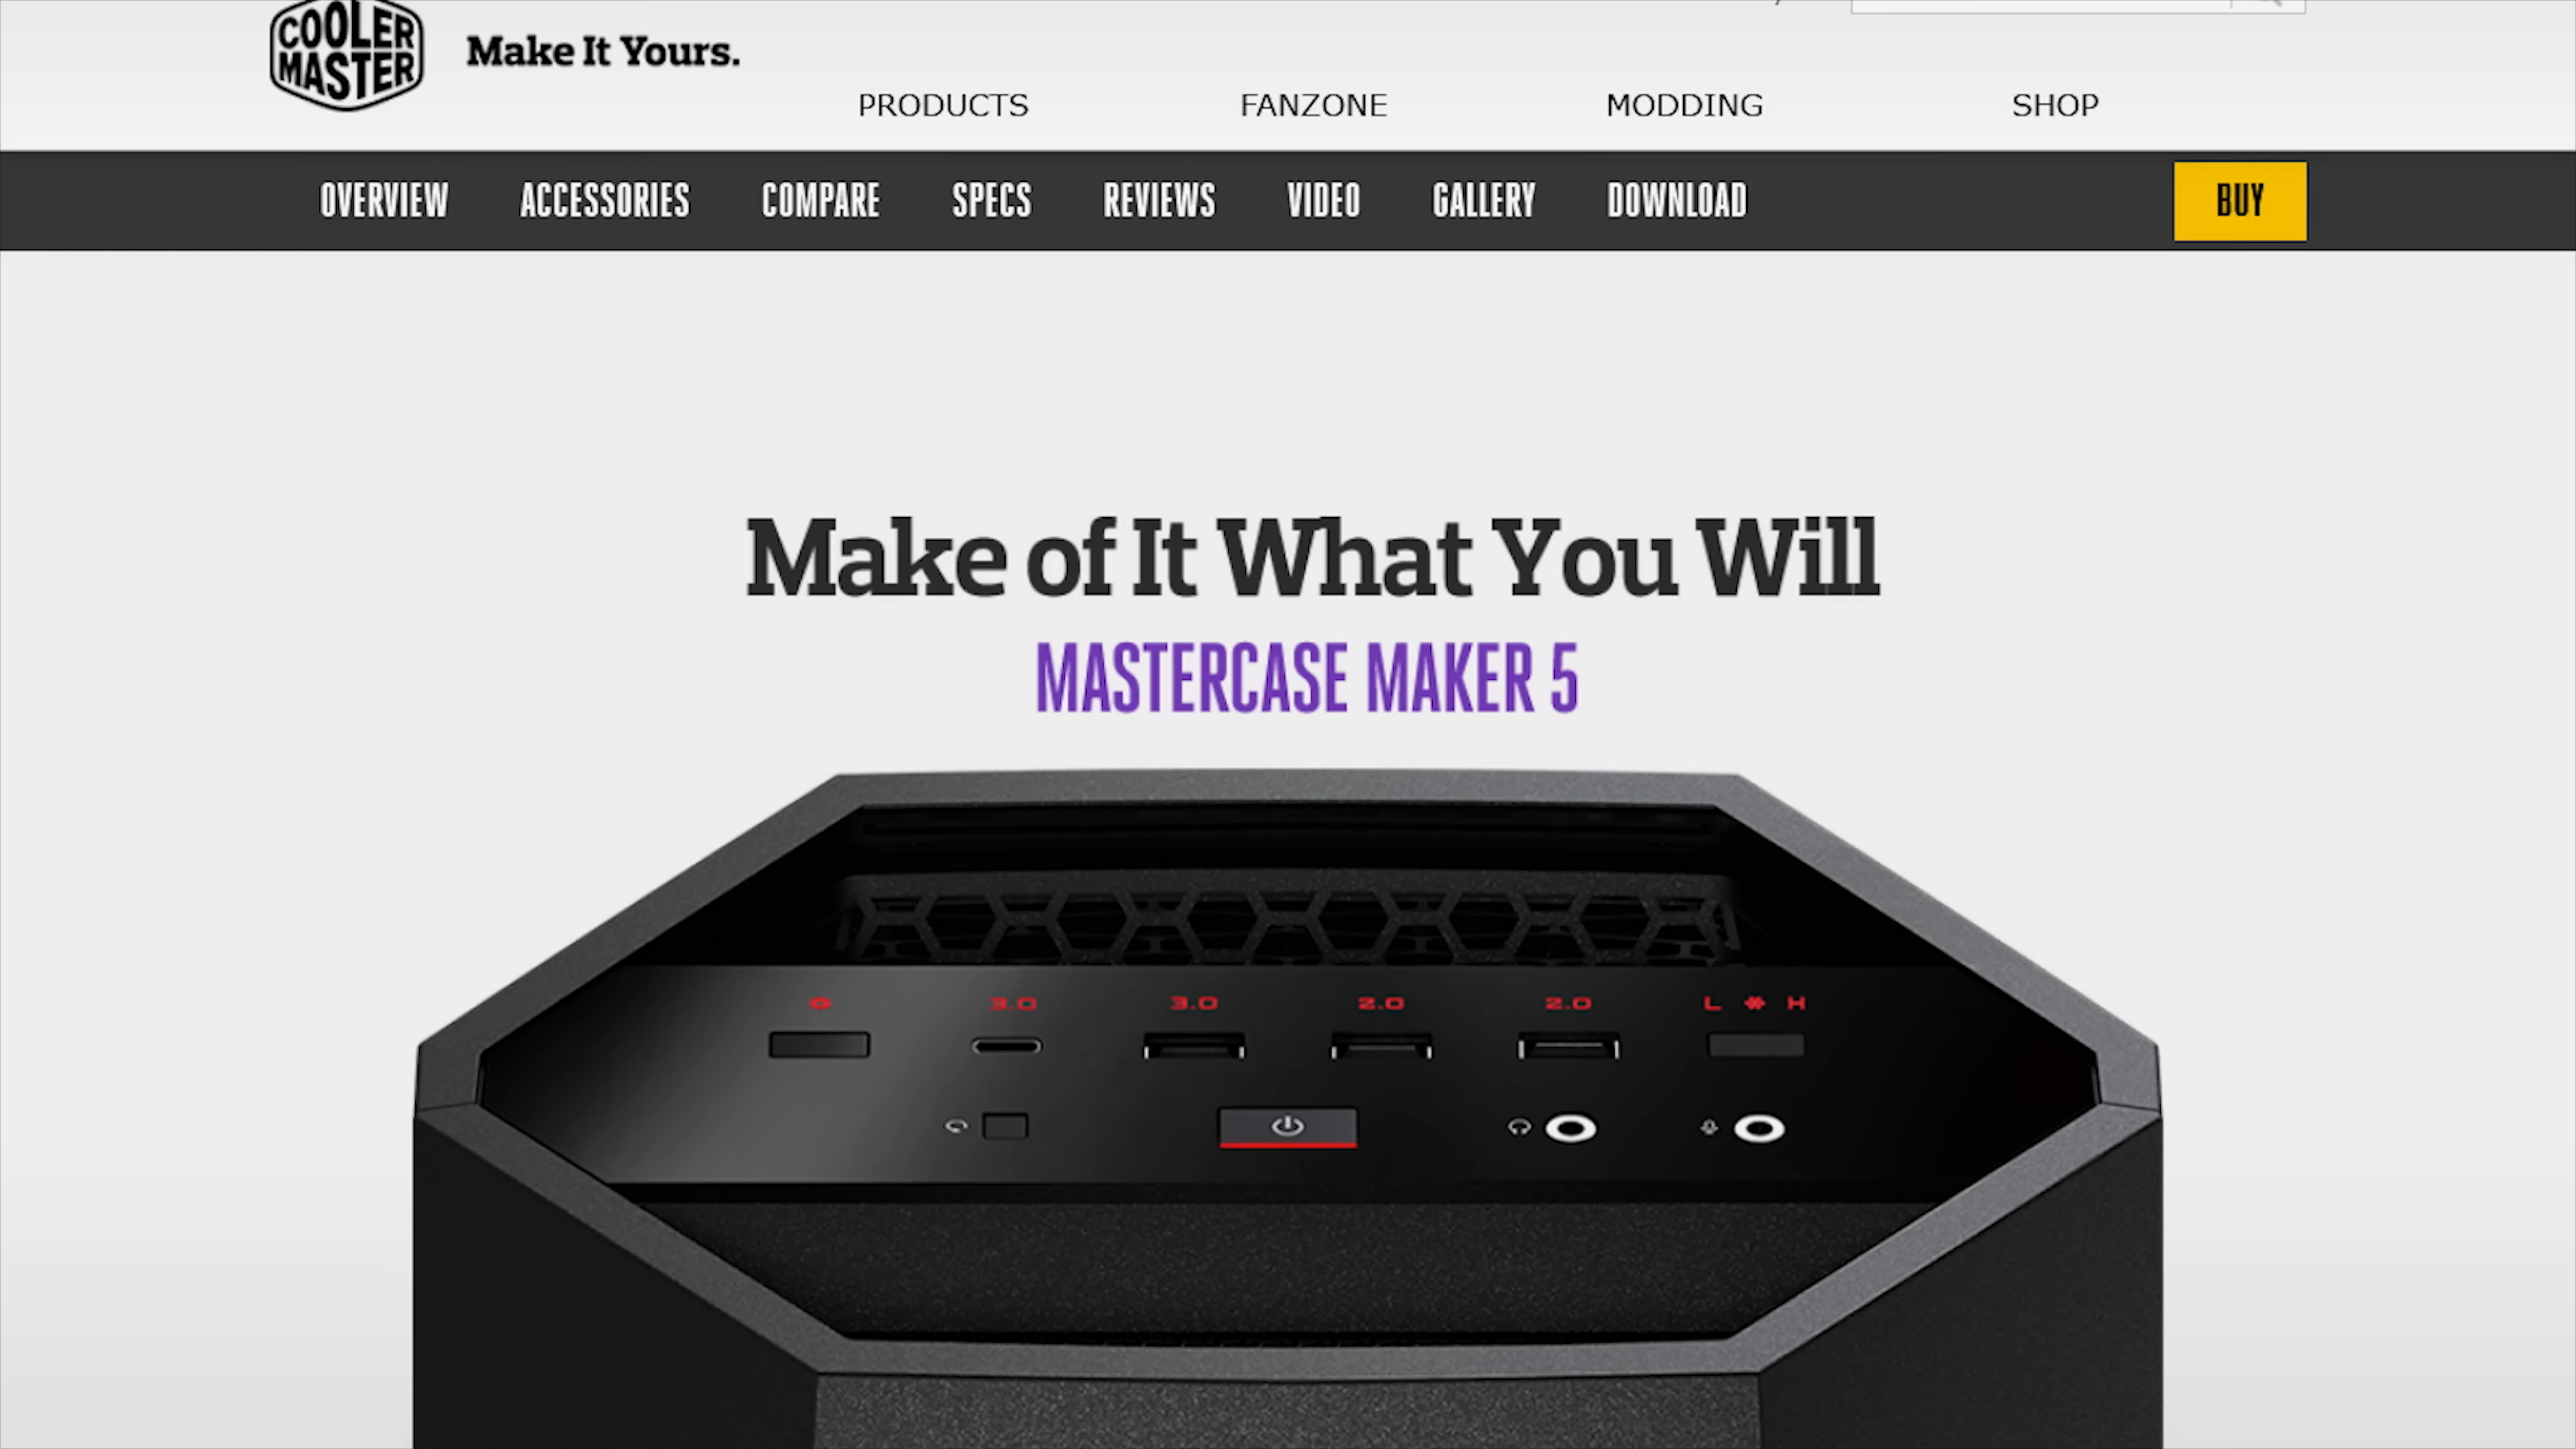 COOLER
MASTER
Make It Yours.
PRODUCTS
FANZONE
MODDING
SHOP
OVERVIEW
ACCESSORIES
COMPARE
SPECS
REVIEWS
VIDEO
GALLERY
DOWNLOAD
BUY
Make of It What You Will
MASTERCASE MAKER 5
3.0
3.0
2.0
2.0
L
H